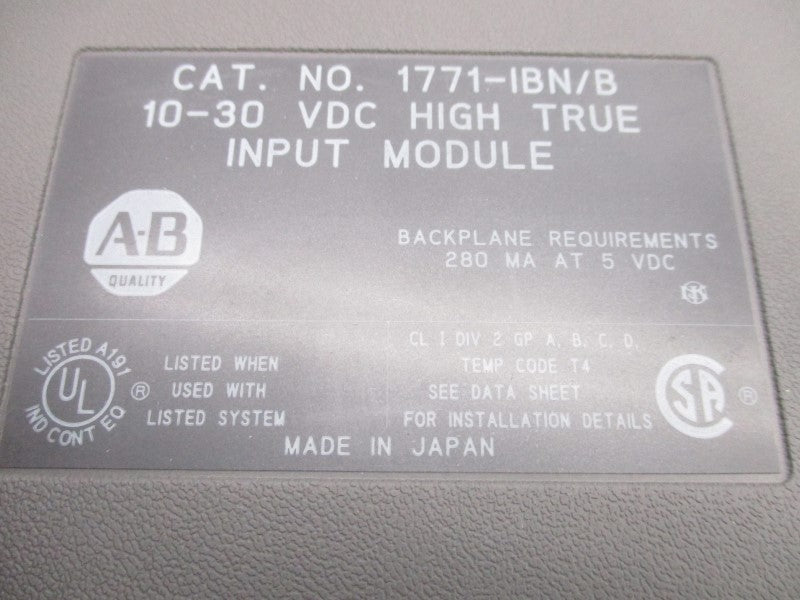 CAT. NO. 1771-IBN/B
10-30 VDC HIGH TRUE
INPUT MODULE
A-B
QUALITY
BACKPLANE REQUIREMENTS
280 MA AT 5 VDC
LISTED A191
UL
IND CONT EQ
®
LISTED WHEN
USED WITH
LISTED SYSTEM
CL I DIV 2 GP A, B, C, D,
TEMP CODE T4
SEE DATA SHEET
FOR INSTALLATION DETAILS
SA
®
MADE IN JAPAN